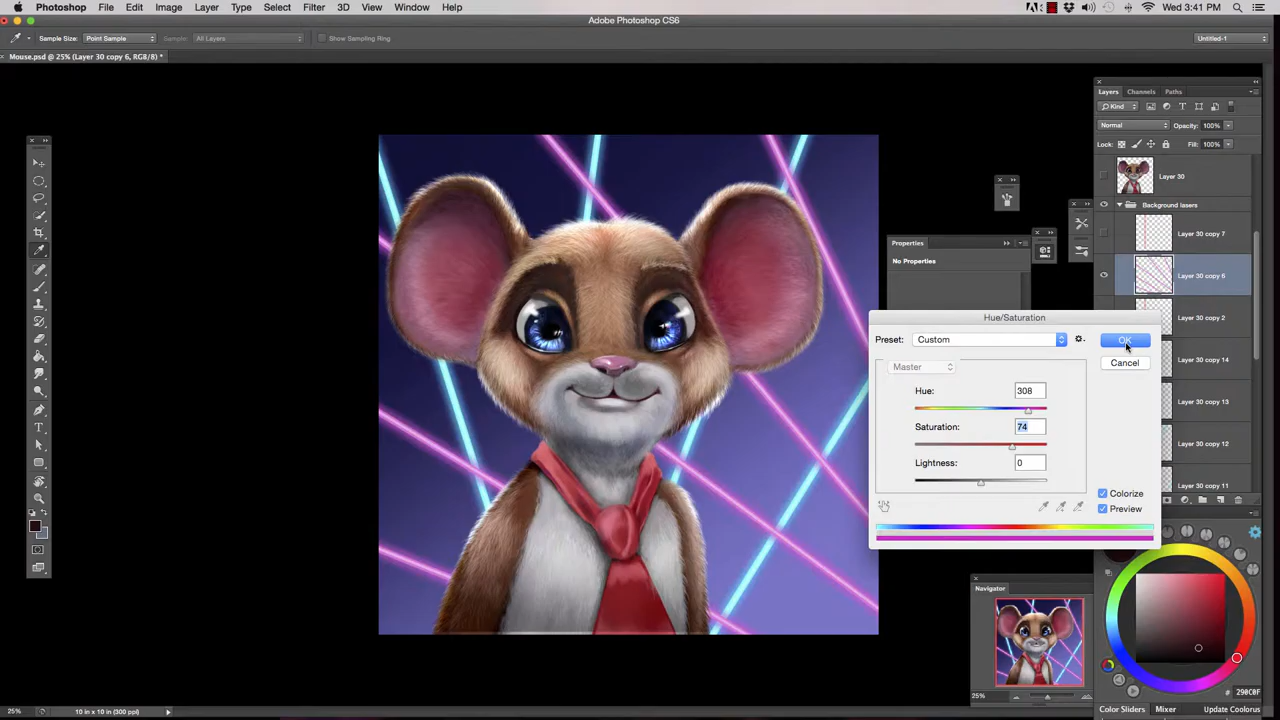 Photoshop File Edit Image Layer Type Select Filter 3D View Window Help Wed 3:41 PM
Adobe Photoshop CS6
Sample Size: Point Sample Sample: All Layers Show Sampling Ring Untitled-1
Mouse.psd @ 25% (Layer 30 copy 6, RGB/8) *
Layers Channels Paths
Kind
Normal Opacity: 100%
Lock: Fill: 100%
Layer 30
Background lasers
Layer 30 copy 7
Layer 30 copy 6
Layer 30 copy 2
Layer 30 copy 14
Layer 30 copy 13
Layer 30 copy 12
Layer 30 copy 11
Properties
No Properties
Hue/Saturation
Preset: Custom OK
Cancel
Master
Hue: 308
Saturation: 74
Lightness: 0
Colorize
Preview
Navigator
25%
# 290C0F
Color Sliders Mixer Update Coolorus
25% 10 in x 10 in (300 ppi)